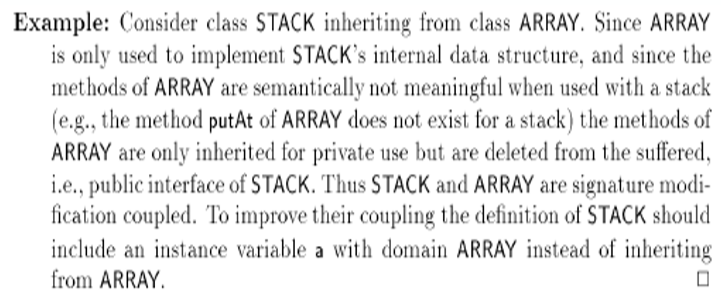 Example: Consider class STACK inheriting from class ARRAY. Since ARRAY
is only used to implement STACK's internal data structure, and since the
methods of ARRAY are semantically not meaningful when used with a stack
(e.g., the method putAt of ARRAY does not exist for a stack) the methods of
ARRAY are only inherited for private use but are deleted from the suffered,
i.e., public interface of STACK. Thus STACK and ARRAY are signature modi-
fication coupled. To improve their coupling the definition of STACK should
include an instance variable a with domain ARRAY instead of inheriting
from ARRAY. □